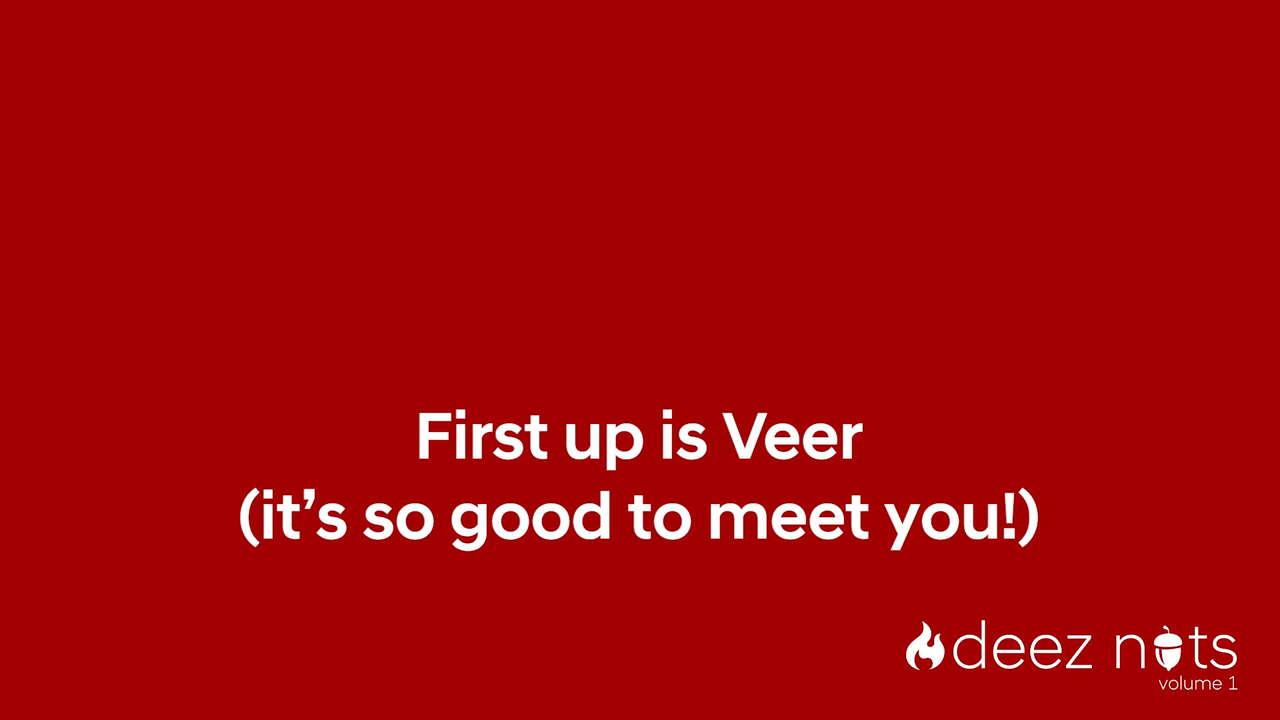 First up is Veer
(it’s so good to meet you!)
deez nuts
volume 1